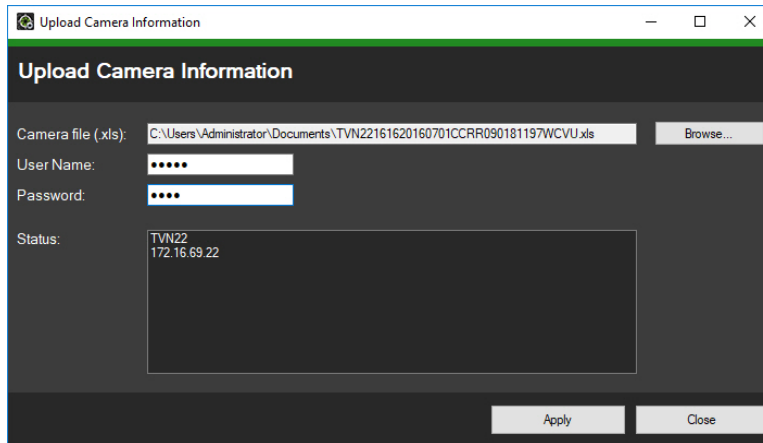 Upload Camera Information
Upload Camera Information
Camera file (.xls): C:\Users\Administrator\Documents\TVN22161620160701CCRR090181197WCVU.xls Browse...
User Name: •••••
Password: ••••
Status: TVN22
172.16.69.22
Apply Close